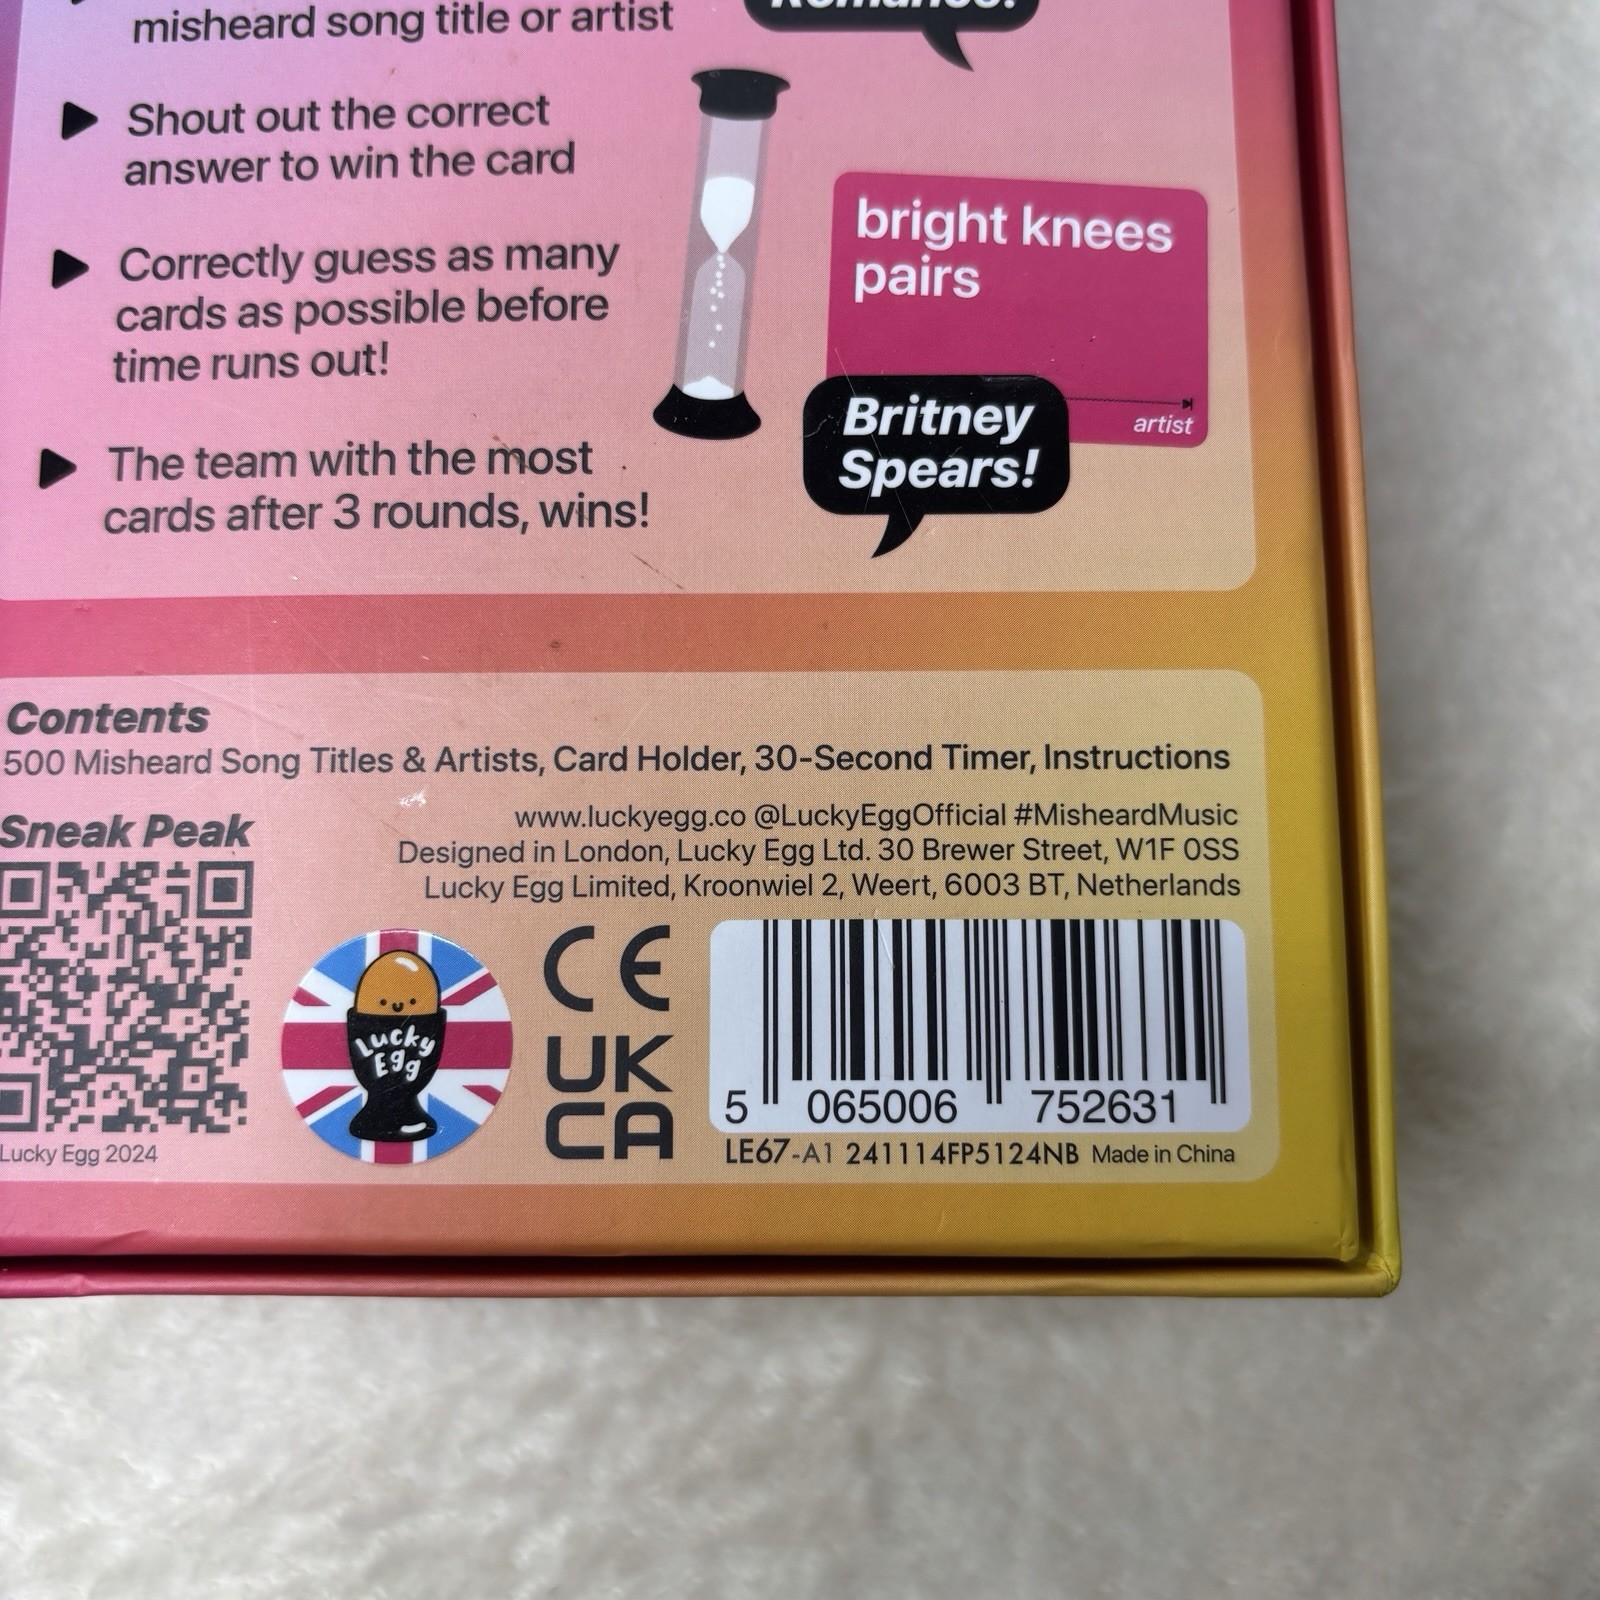 Romance!
misheard song title or artist
Shout out the correct
answer to win the card
Correctly guess as many
cards as possible before
time runs out!
The team with the most
cards after 3 rounds, wins!
bright knees
pairs
artist
Britney
Spears!
Contents
500 Misheard Song Titles & Artists, Card Holder, 30-Second Timer, Instructions
Sneak Peak
www.luckyegg.co @LuckyEggOfficial #MisheardMusic
Designed in London, Lucky Egg Ltd. 30 Brewer Street, W1F 0SS
Lucky Egg Limited, Kroonwiel 2, Weert, 6003 BT, Netherlands
Lucky
Egg
CE
UK
CA
5 065006 752631
Lucky Egg 2024
LE67-A1 241114FP5124NB Made in China